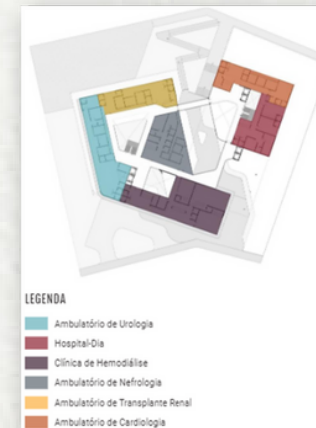 LEGENDA
Ambulatório de Urologia
Hospital-Dia
Clínica de Hemodiálise
Ambulatório de Nefrologia
Ambulatório de Transplante Renal
Ambulatório de Cardiologia